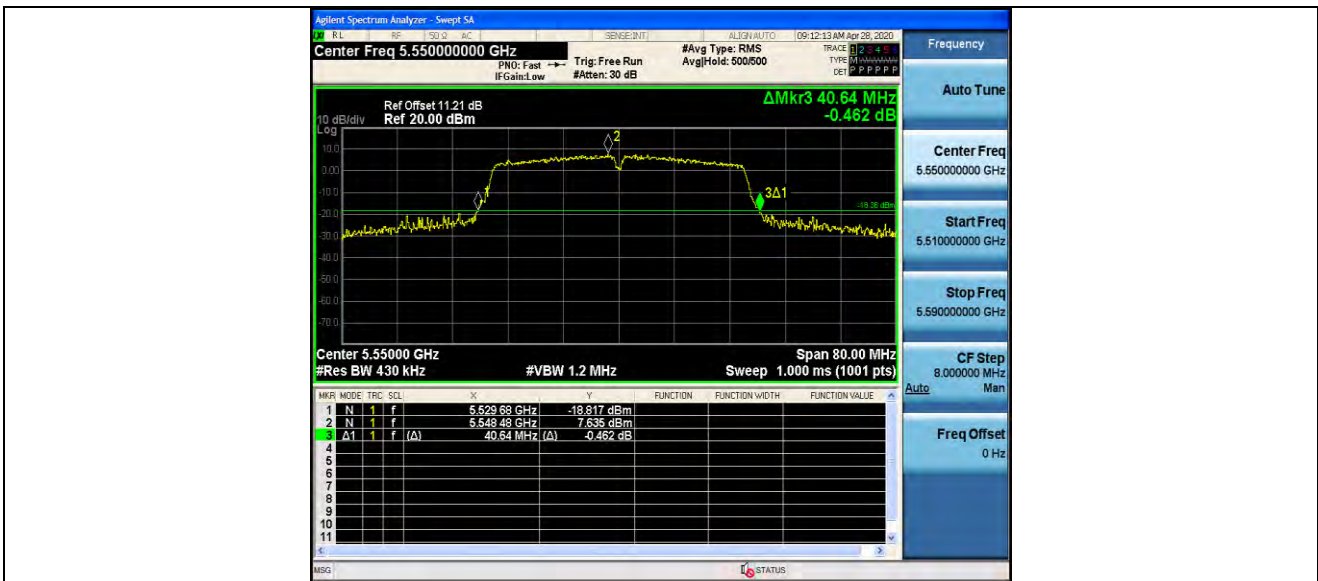 Agilent Spectrum Analyzer - Swept SA
RL RF 50 Ω AC SENSE:INT ALIGN AUTO 09:12:13 AM Apr 28, 2020
Center Freq 5.550000000 GHz
PNO: Fast
IFGain:Low
Trig: Free Run
#Atten: 30 dB
#Avg Type: RMS
Avg|Hold: 500/500
TRACE 1 2 3 4 5 6
TYPE M
DET P P P P P P
ΔMkr3 40.64 MHz
-0.462 dB
Ref Offset 11.21 dB
10 dB/div Ref 20.00 dBm
Log
10.0
0.00
-10.0
-20.0
-30.0
-40.0
-50.0
-60.0
-70.0
1
2
3Δ1
-18.36 dBm
Center 5.55000 GHz Span 80.00 MHz
#Res BW 430 kHz #VBW 1.2 MHz Sweep 1.000 ms (1001 pts)
MKR MODE TRC SCL X Y FUNCTION FUNCTION WIDTH FUNCTION VALUE
1 N 1 f 5.529 68 GHz -18.817 dBm
2 N 1 f 5.548 48 GHz 7.635 dBm
3 Δ1 1 f (Δ) 40.64 MHz (Δ) -0.462 dB
4
5
6
7
8
9
10
11
MSG STATUS
Frequency
Auto Tune
Center Freq
5.550000000 GHz
Start Freq
5.510000000 GHz
Stop Freq
5.590000000 GHz
CF Step
8.000000 MHz
Auto Man
Freq Offset
0 Hz